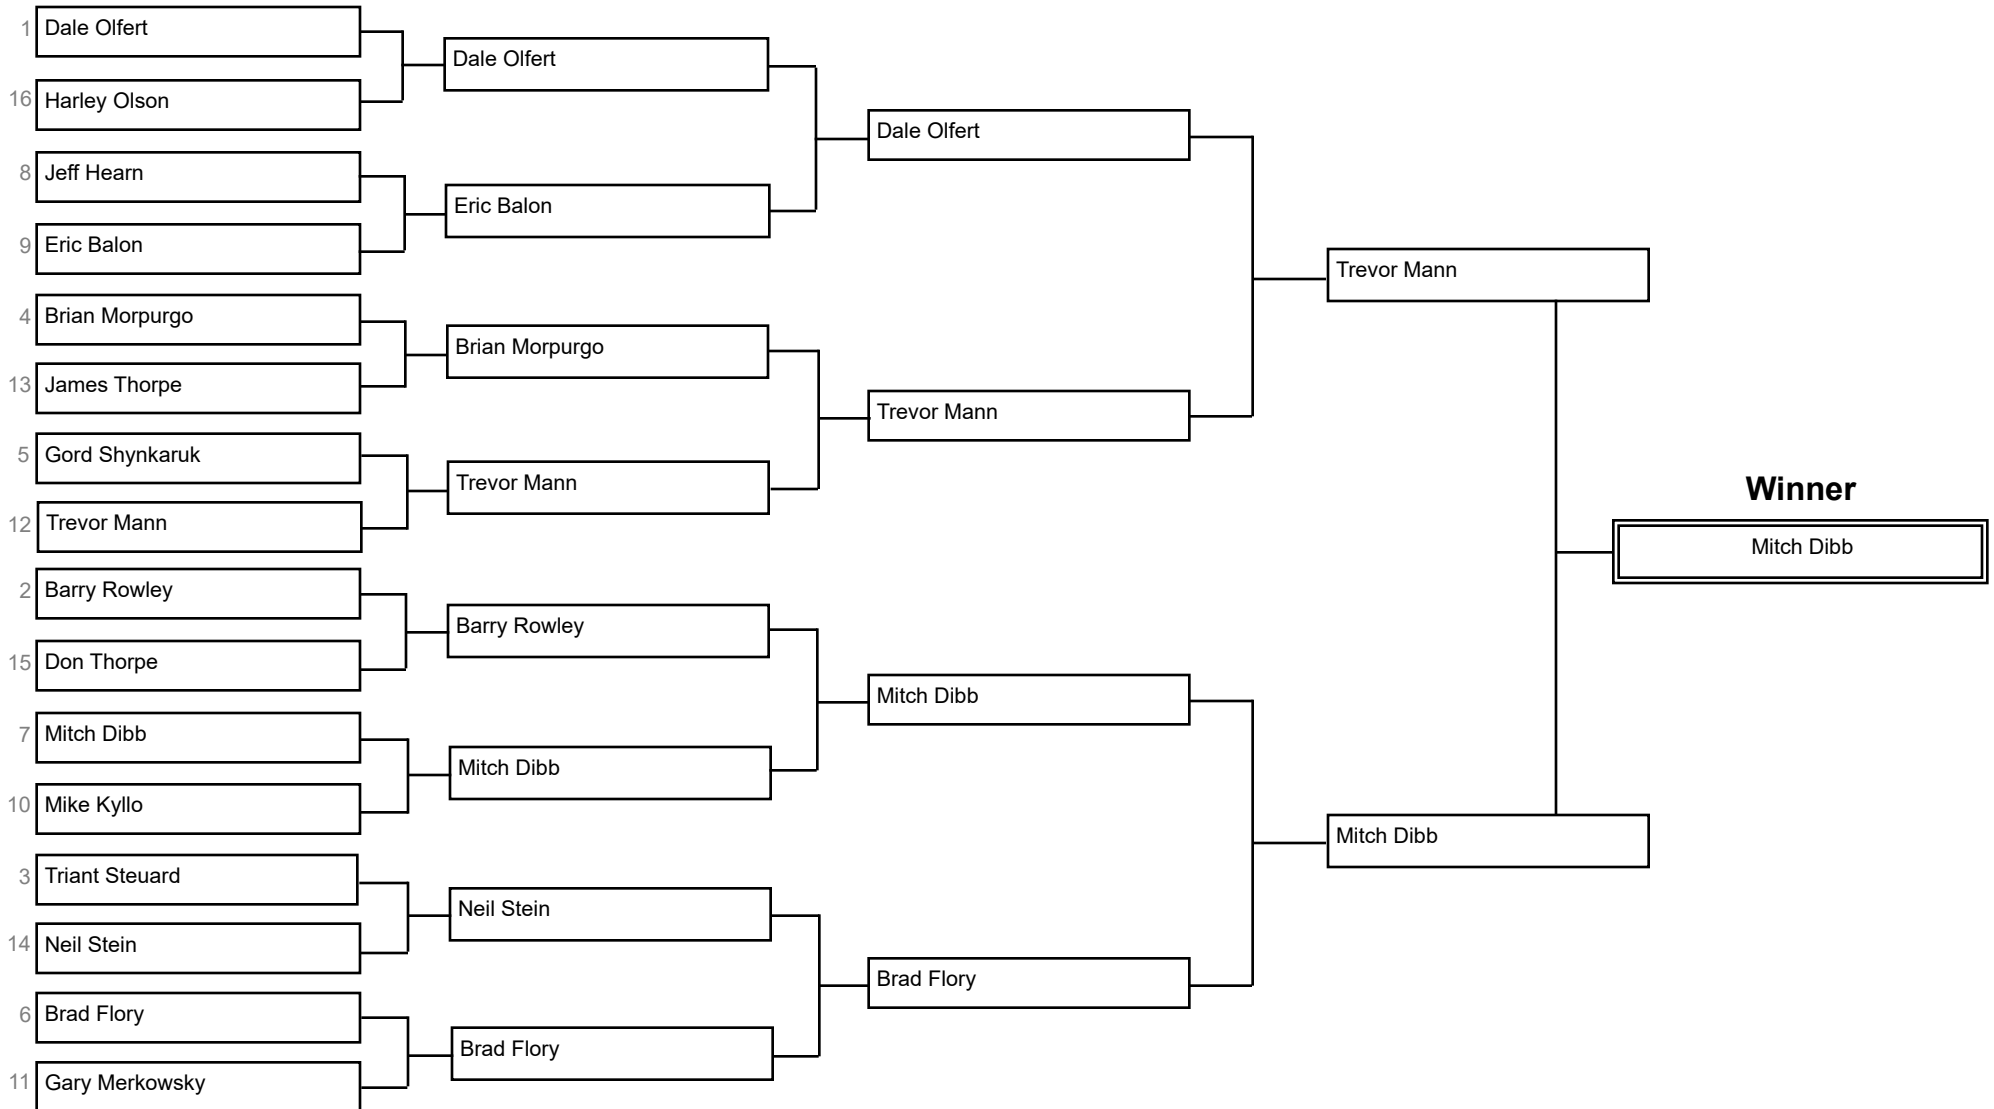 1 Dale Olfert
16 Harley Olson
8 Jeff Hearn
9 Eric Balon
4 Brian Morpurgo
13 James Thorpe
5 Gord Shynkaruk
12 Trevor Mann
2 Barry Rowley
15 Don Thorpe
7 Mitch Dibb
10 Mike Kyllo
3 Triant Steuard
14 Neil Stein
6 Brad Flory
11 Gary Merkowsky
Dale Olfert
Eric Balon
Brian Morpurgo
Trevor Mann
Barry Rowley
Mitch Dibb
Neil Stein
Brad Flory
Dale Olfert
Trevor Mann
Mitch Dibb
Brad Flory
Trevor Mann
Mitch Dibb
Winner
Mitch Dibb